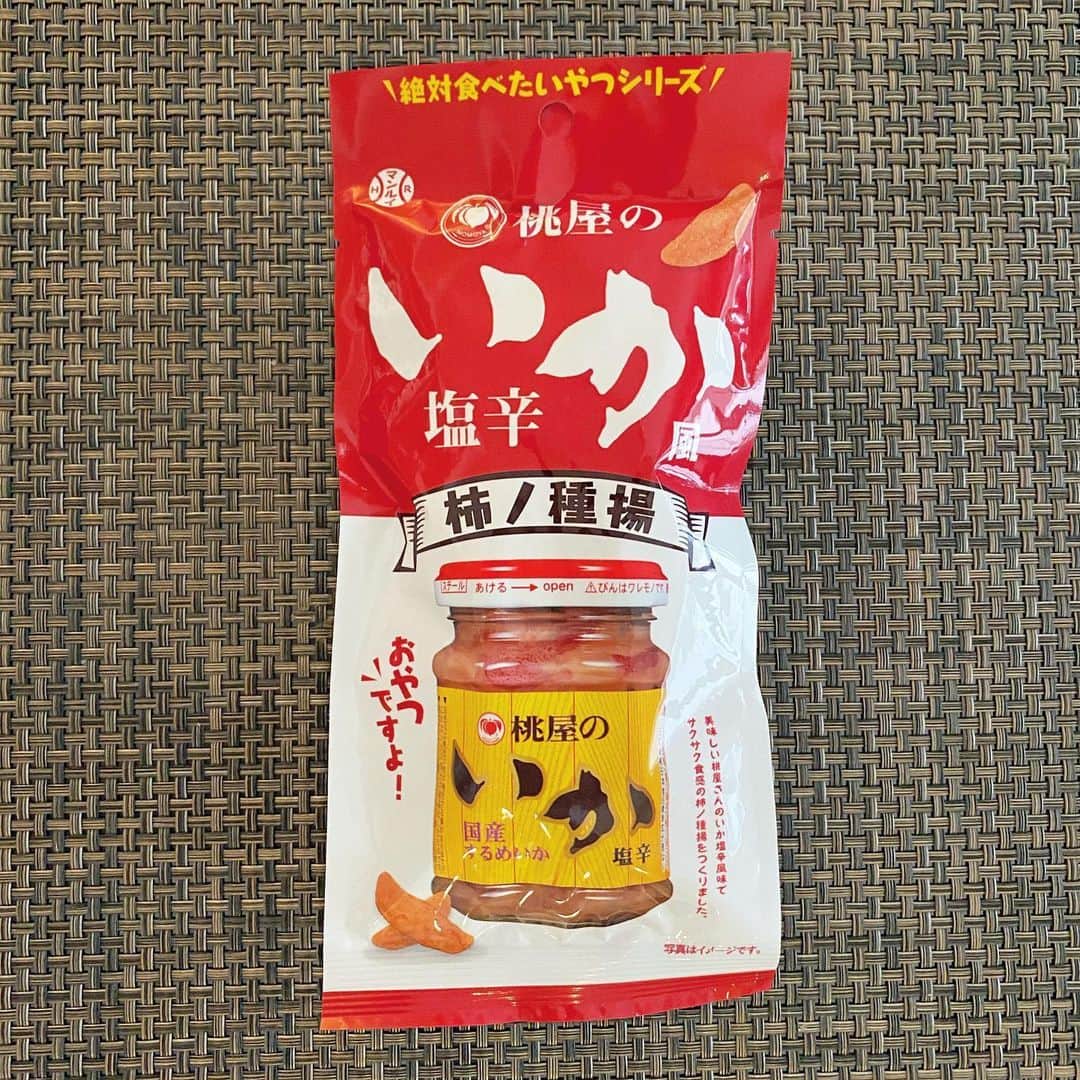 絶対食べたいやつシリーズ
マンルイ
H R
MOMOYA
桃屋の
いか
塩辛
風
柿ノ種揚
スチール あける→open ⚠びんはワレモノです。
おやつ
ですよ!
桃屋の
いか
国産
するめいか
塩辛
美味しい桃屋さんのいか塩辛風味で
サクサク食感の柿ノ種揚をつくりました。
写真はイメージです。